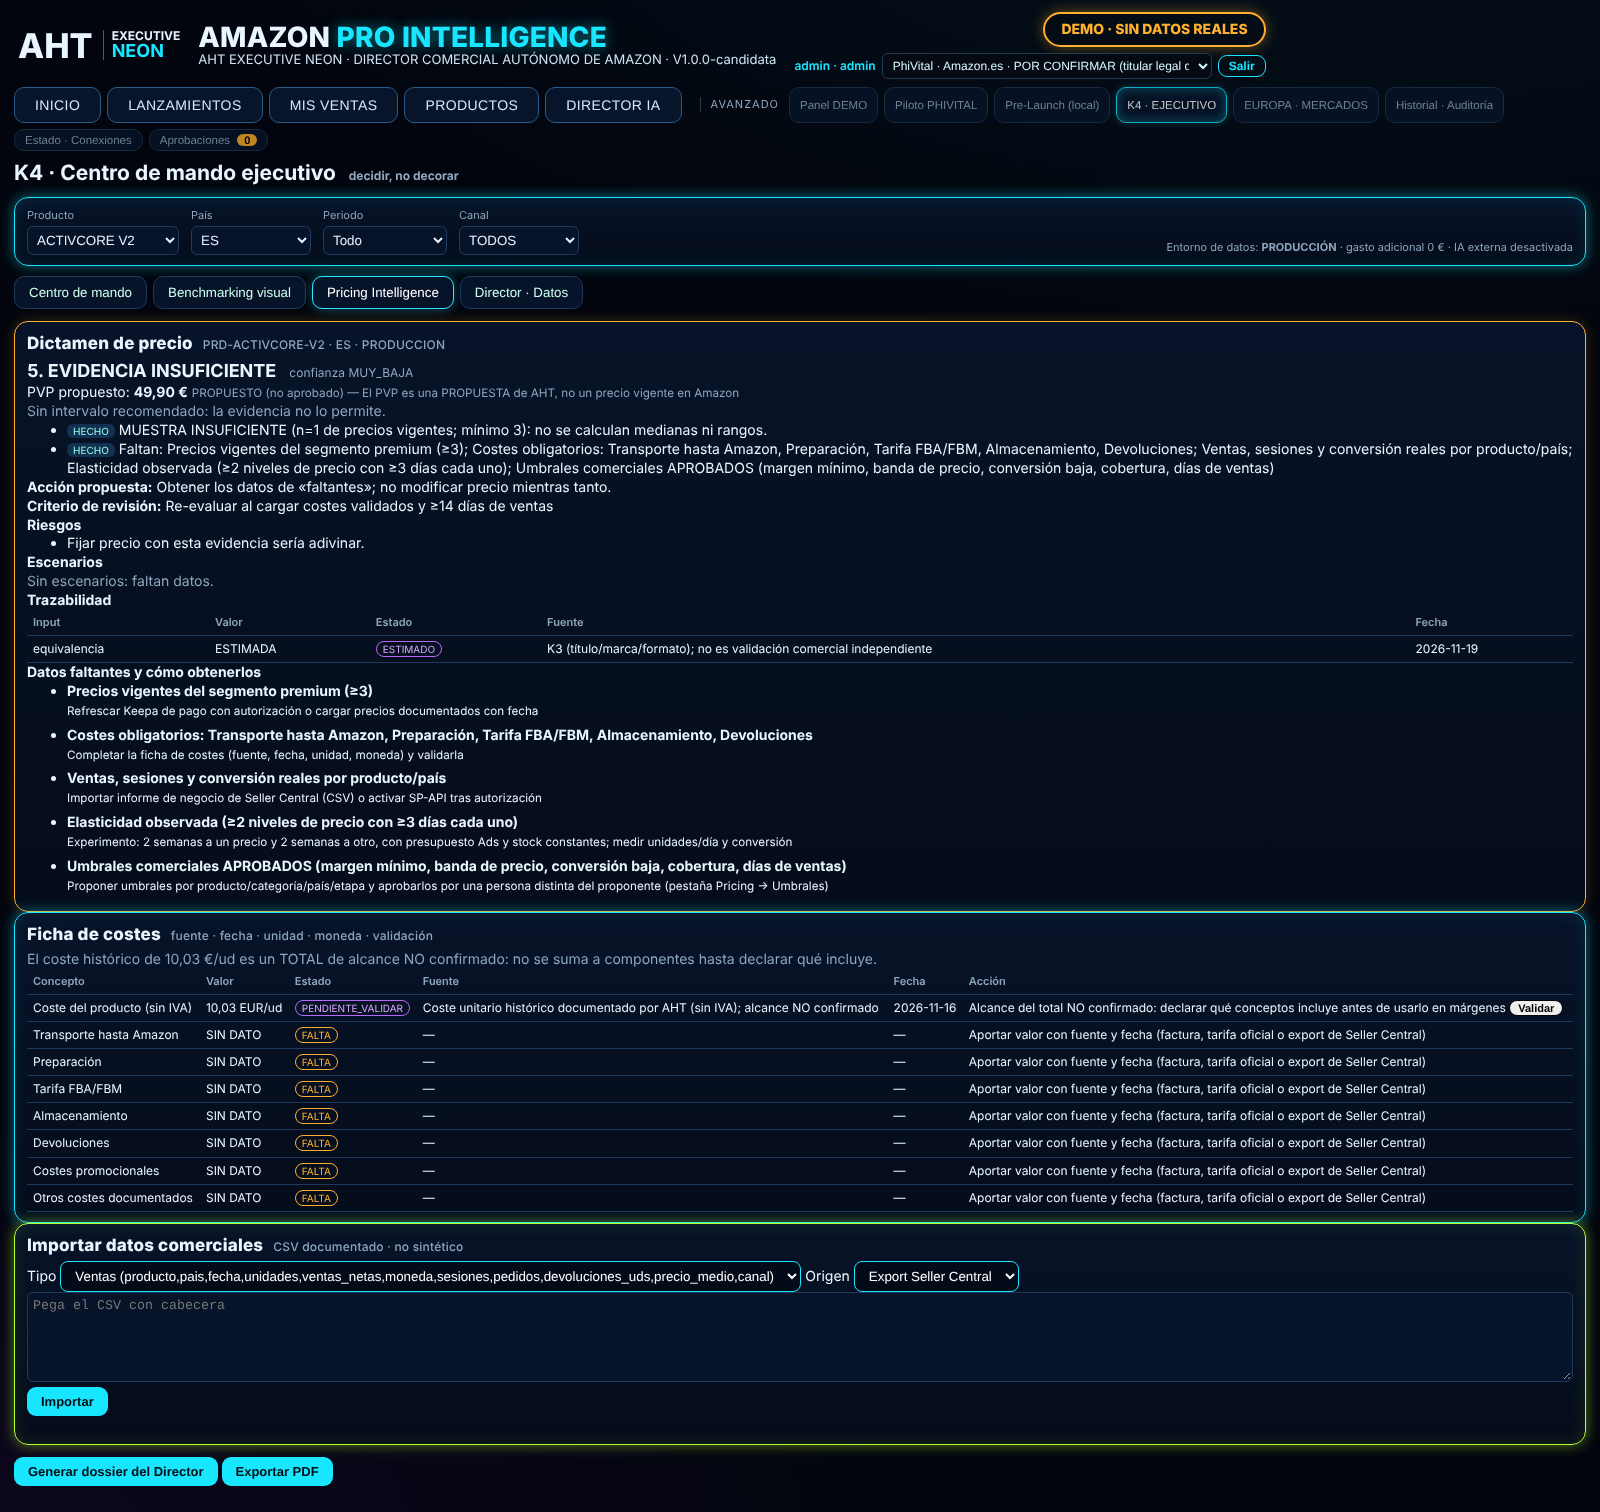 AHT EXECUTIVE NEON
AMAZON PRO INTELLIGENCE
AHT EXECUTIVE NEON · DIRECTOR COMERCIAL AUTÓNOMO DE AMAZON · V1.0.0-candidata
DEMO · SIN DATOS REALES
admin · admin PhiVital · Amazon.es · POR CONFIRMAR (titular legal c Salir
INICIO LANZAMIENTOS MIS VENTAS PRODUCTOS DIRECTOR IA AVANZADO Panel DEMO Piloto PHIVITAL Pre-Launch (local) K4 · EJECUTIVO EUROPA · MERCADOS Historial · Auditoría
Estado · Conexiones Aprobaciones 0
K4 · Centro de mando ejecutivo decidir, no decorar
Producto País Periodo Canal
ACTIVCORE V2 ES Todo TODOS
Entorno de datos: PRODUCCIÓN · gasto adicional 0 € · IA externa desactivada
Centro de mando Benchmarking visual Pricing Intelligence Director · Datos
Dictamen de precio PRD-ACTIVCORE-V2 · ES · PRODUCCION
5. EVIDENCIA INSUFICIENTE confianza MUY_BAJA
PVP propuesto: 49,90 € PROPUESTO (no aprobado) — El PVP es una PROPUESTA de AHT, no un precio vigente en Amazon
Sin intervalo recomendado: la evidencia no lo permite.
• HECHO MUESTRA INSUFICIENTE (n=1 de precios vigentes; mínimo 3): no se calculan medianas ni rangos.
• HECHO Faltan: Precios vigentes del segmento premium (≥3); Costes obligatorios: Transporte hasta Amazon, Preparación, Tarifa FBA/FBM, Almacenamiento, Devoluciones; Ventas, sesiones y conversión reales por producto/país;
Elasticidad observada (≥2 niveles de precio con ≥3 días cada uno); Umbrales comerciales APROBADOS (margen mínimo, banda de precio, conversión baja, cobertura, días de ventas)
Acción propuesta: Obtener los datos de «faltantes»; no modificar precio mientras tanto.
Criterio de revisión: Re-evaluar al cargar costes validados y ≥14 días de ventas
Riesgos
• Fijar precio con esta evidencia sería adivinar.
Escenarios
Sin escenarios: faltan datos.
Trazabilidad
Input Valor Estado Fuente Fecha
equivalencia ESTIMADA ESTIMADO K3 (título/marca/formato); no es validación comercial independiente 2026-11-19
Datos faltantes y cómo obtenerlos
• Precios vigentes del segmento premium (≥3)
Refrescar Keepa de pago con autorización o cargar precios documentados con fecha
• Costes obligatorios: Transporte hasta Amazon, Preparación, Tarifa FBA/FBM, Almacenamiento, Devoluciones
Completar la ficha de costes (fuente, fecha, unidad, moneda) y validarla
• Ventas, sesiones y conversión reales por producto/país
Importar informe de negocio de Seller Central (CSV) o activar SP-API tras autorización
• Elasticidad observada (≥2 niveles de precio con ≥3 días cada uno)
Experimento: 2 semanas a un precio y 2 semanas a otro, con presupuesto Ads y stock constantes; medir unidades/día y conversión
• Umbrales comerciales APROBADOS (margen mínimo, banda de precio, conversión baja, cobertura, días de ventas)
Proponer umbrales por producto/categoría/país/etapa y aprobarlos por una persona distinta del proponente (pestaña Pricing → Umbrales)
Ficha de costes fuente · fecha · unidad · moneda · validación
El coste histórico de 10,03 €/ud es un TOTAL de alcance NO confirmado: no se suma a componentes hasta declarar qué incluye.
Concepto Valor Estado Fuente Fecha Acción
Coste del producto (sin IVA) 10,03 EUR/ud PENDIENTE_VALIDAR Coste unitario histórico documentado por AHT (sin IVA); alcance NO confirmado 2026-11-16 Alcance del total NO confirmado: declarar qué conceptos incluye antes de usarlo en márgenes Validar
Transporte hasta Amazon SIN DATO FALTA — — Aportar valor con fuente y fecha (factura, tarifa oficial o export de Seller Central)
Preparación SIN DATO FALTA — — Aportar valor con fuente y fecha (factura, tarifa oficial o export de Seller Central)
Tarifa FBA/FBM SIN DATO FALTA — — Aportar valor con fuente y fecha (factura, tarifa oficial o export de Seller Central)
Almacenamiento SIN DATO FALTA — — Aportar valor con fuente y fecha (factura, tarifa oficial o export de Seller Central)
Devoluciones SIN DATO FALTA — — Aportar valor con fuente y fecha (factura, tarifa oficial o export de Seller Central)
Costes promocionales SIN DATO FALTA — — Aportar valor con fuente y fecha (factura, tarifa oficial o export de Seller Central)
Otros costes documentados SIN DATO FALTA — — Aportar valor con fuente y fecha (factura, tarifa oficial o export de Seller Central)
Importar datos comerciales CSV documentado · no sintético
Tipo Ventas (producto,pais,fecha,unidades,ventas_netas,moneda,sesiones,pedidos,devoluciones_uds,precio_medio,canal) Origen Export Seller Central
Pega el CSV con cabecera
Importar
Generar dossier del Director Exportar PDF